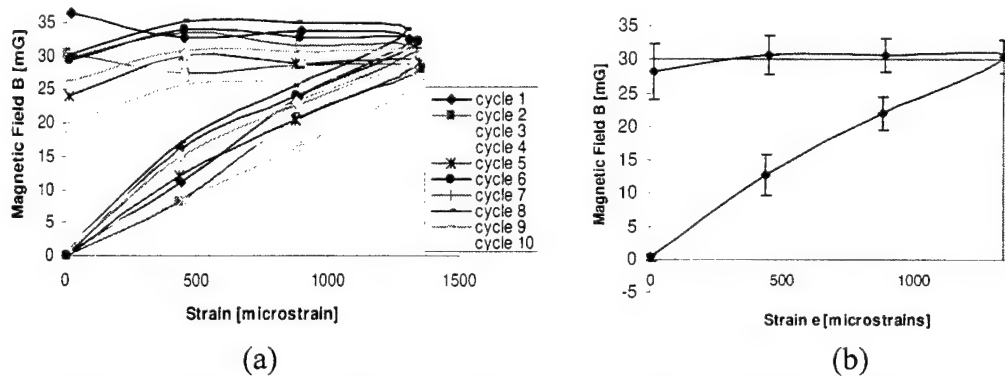 Magnetic Field B [mG]
35
30
25
20
15
10
5
0
0
500
1000
1500
Strain [microstrain]
cycle 1
cycle 2
cycle 3
cycle 4
cycle 5
cycle 6
cycle 7
cycle 8
cycle 9
cycle 10
(a)
Magnetic Field B [mG]
35
30
25
20
15
10
5
0
-5
500
1000
Strain e [microstrains]
(b)